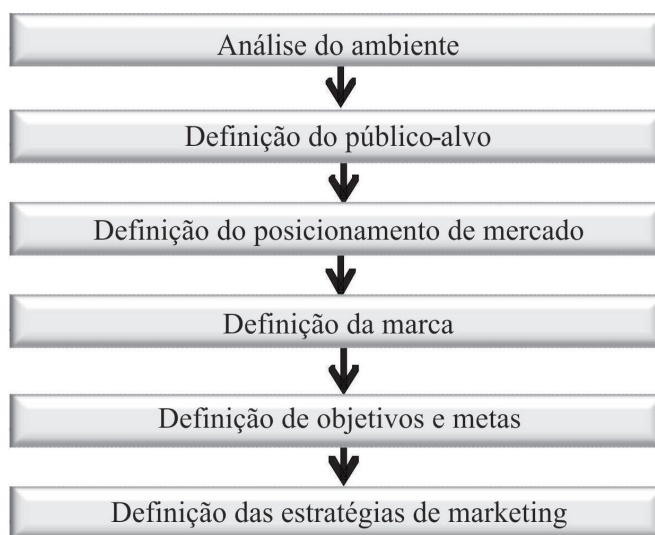 Análise do ambiente
Definição do público-alvo
Definição do posicionamento de mercado
Definição da marca
Definição de objetivos e metas
Definição das estratégias de marketing